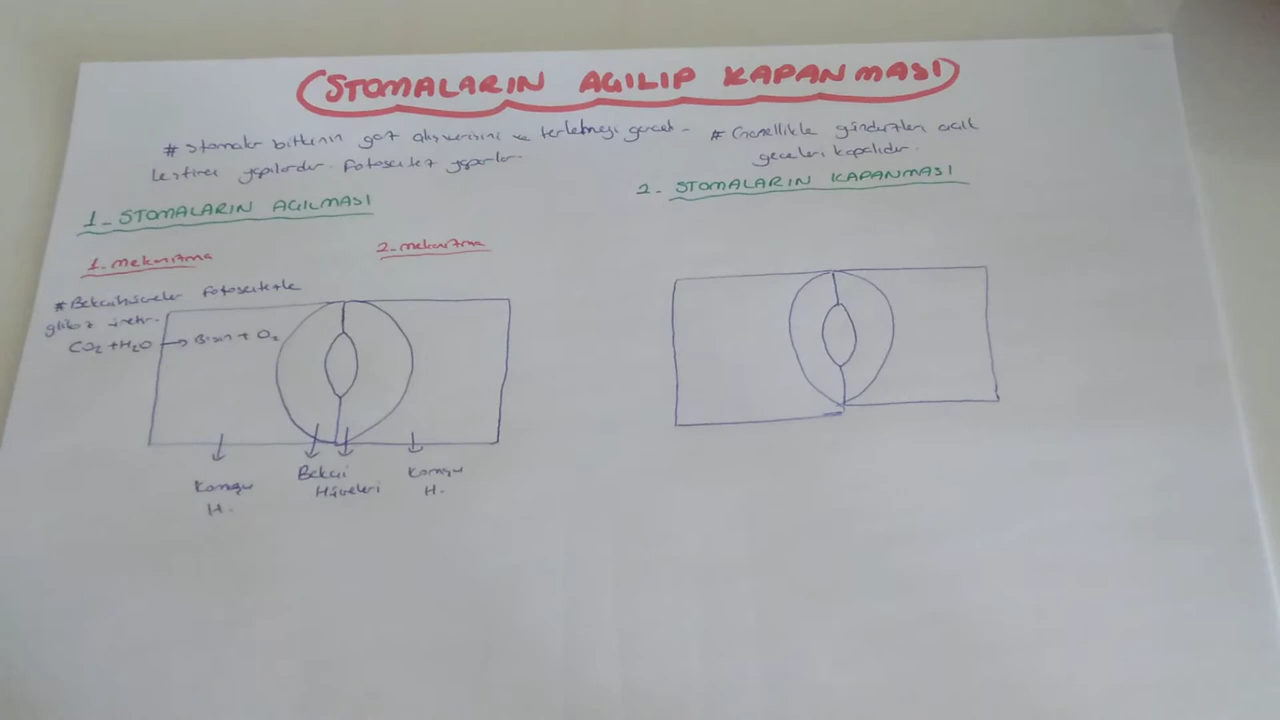 STOMALARIN AÇILIP KAPANMASI
# Stomalar bitkinin gaz alışverişini ve terlemeyi gerçek-
leştiren yapılardır. Fotosentez yaparlar.
# Genellikle gündüzleri açık
geceleri kapalıdır.
1- STOMALARIN AÇILMASI
2- STOMALARIN KAPANMASI
1. mekanizma
2. mekanizma
# Bekçi hücreler fotosentezle
glikoz üretir.
CO₂ + H₂O → Besin + O₂
Komşu
H.
Bekçi
Hücreleri
Komşu
H.